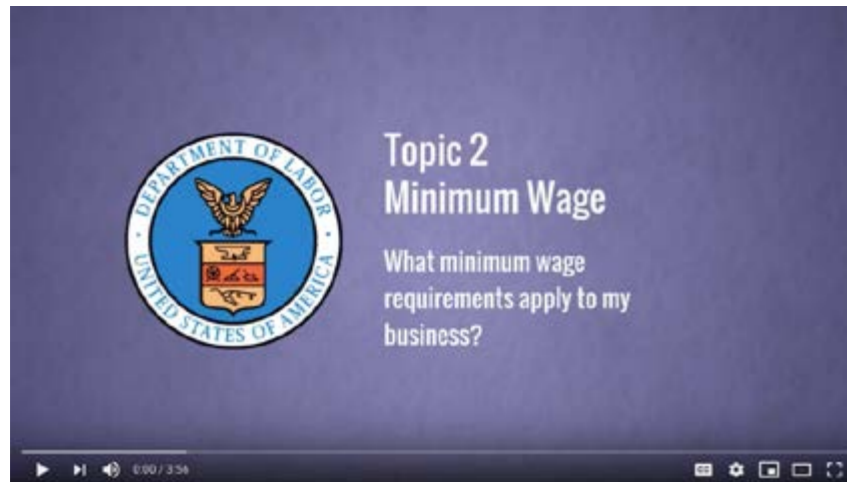 DEPARTMENT OF LABOR
UNITED STATES OF AMERICA
Topic 2
Minimum Wage
What minimum wage
requirements apply to my
business?
0:00 / 3:56
CC